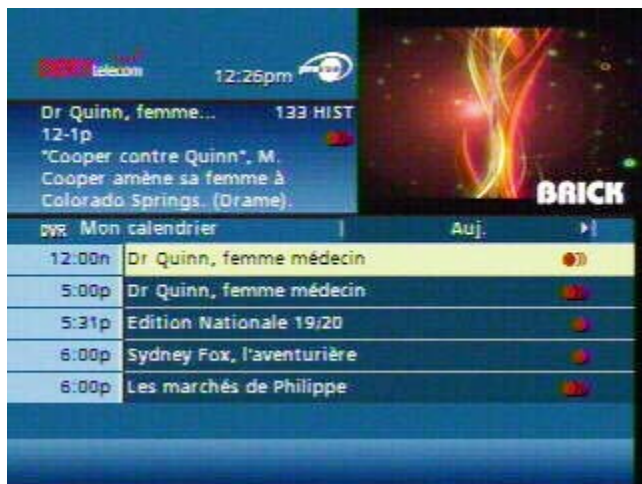 telecom
12:26pm
Dr Quinn, femme... 133 HIST
12-1p
"Cooper contre Quinn", M.
Cooper amène sa femme à
Colorado Springs. (Drame).
BRICK
DVR Mon calendrier Auj.
12:00n Dr Quinn, femme médecin
5:00p Dr Quinn, femme médecin
5:31p Edition Nationale 19/20
6:00p Sydney Fox, l'aventurière
6:00p Les marchés de Philippe